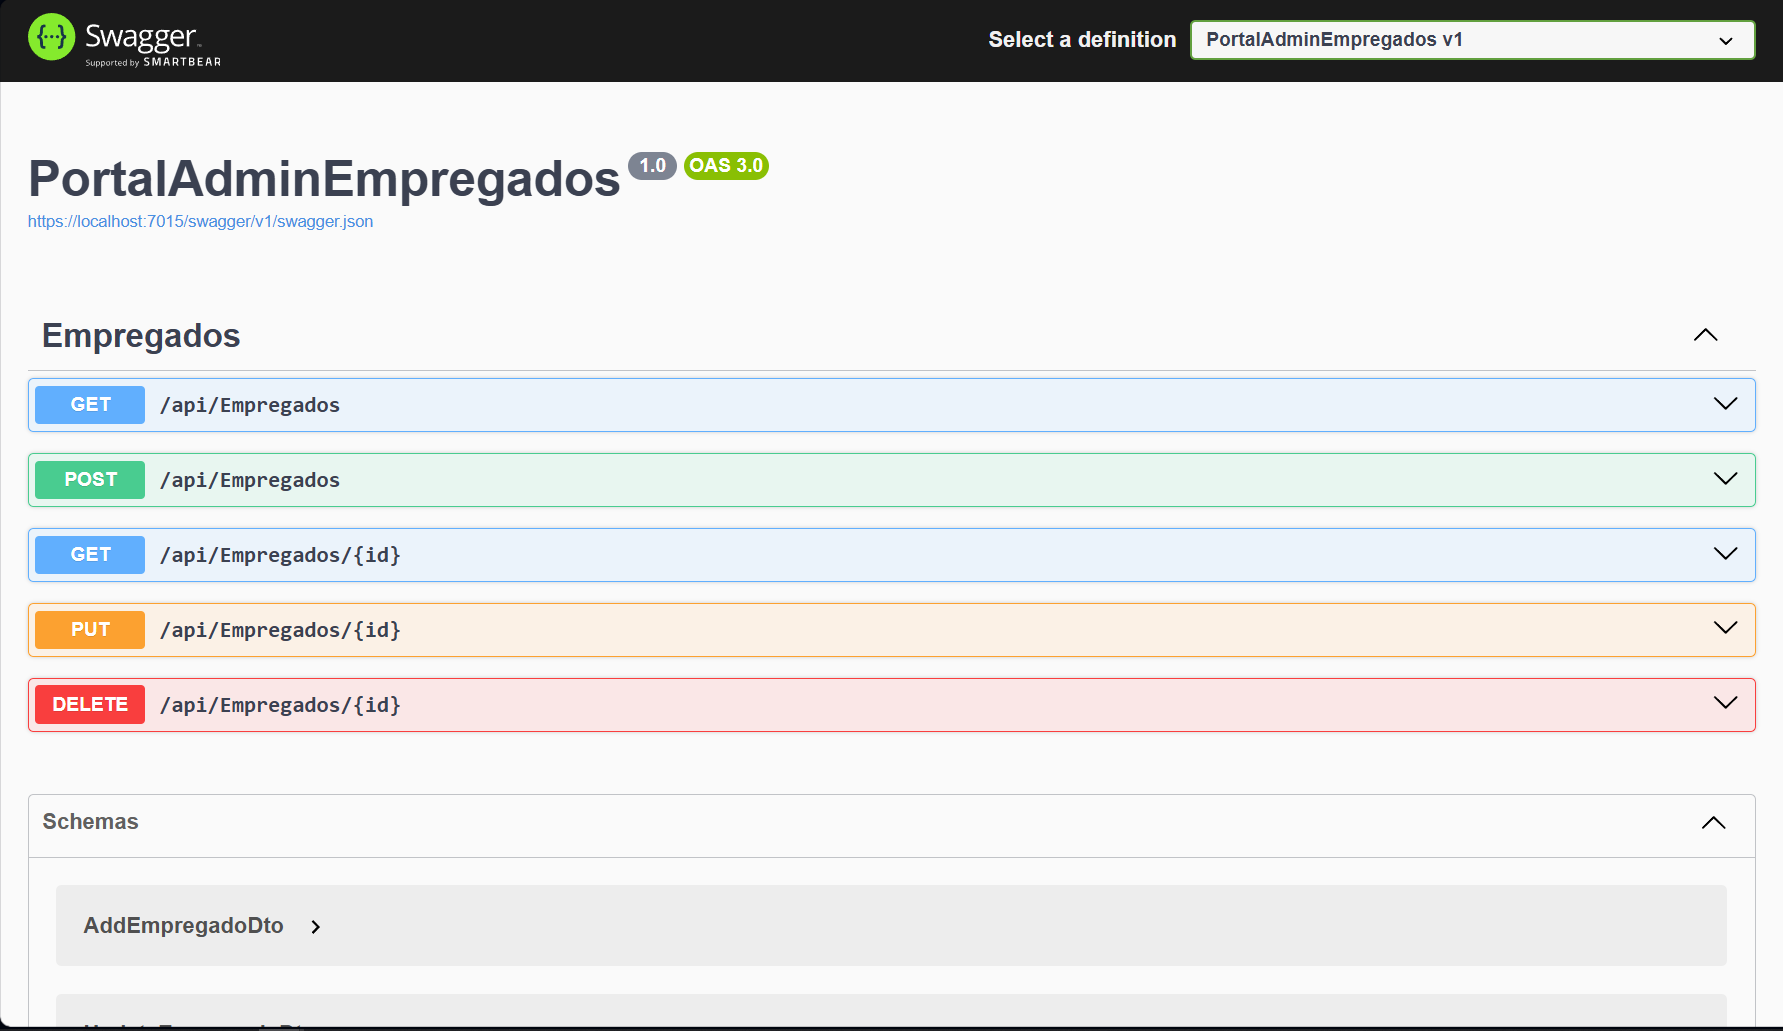 Swagger
Supported by SMARTBEAR
Select a definition
PortalAdminEmpregados v1
PortalAdminEmpregados 1.0 OAS 3.0
https://localhost:7015/swagger/v1/swagger.json
Empregados
GET /api/Empregados
POST /api/Empregados
GET /api/Empregados/{id}
PUT /api/Empregados/{id}
DELETE /api/Empregados/{id}
Schemas
AddEmpregadoDto